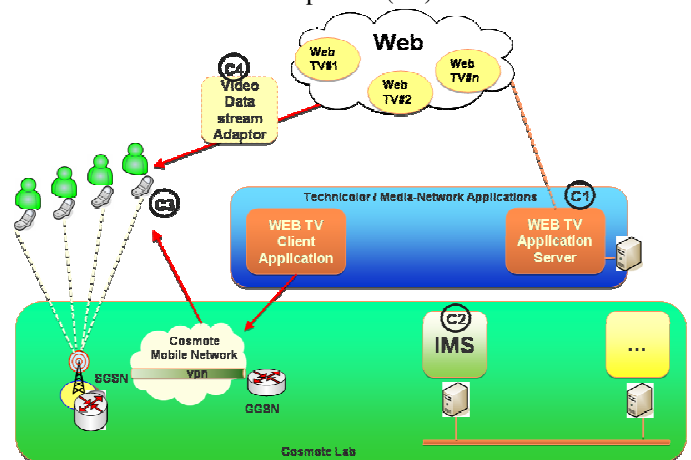 Web
Web
TV#1
Web
TV#2
Web
TV#n
C4
Video
Data
stream
Adaptor
C3
Technicolor / Media-Network Applications
C1
WEB TV
Client
Application
WEB TV
Application
Server
Cosmote
Mobile Network
vpn
SGSN
GGSN
C2
IMS
...
Cosmote Lab